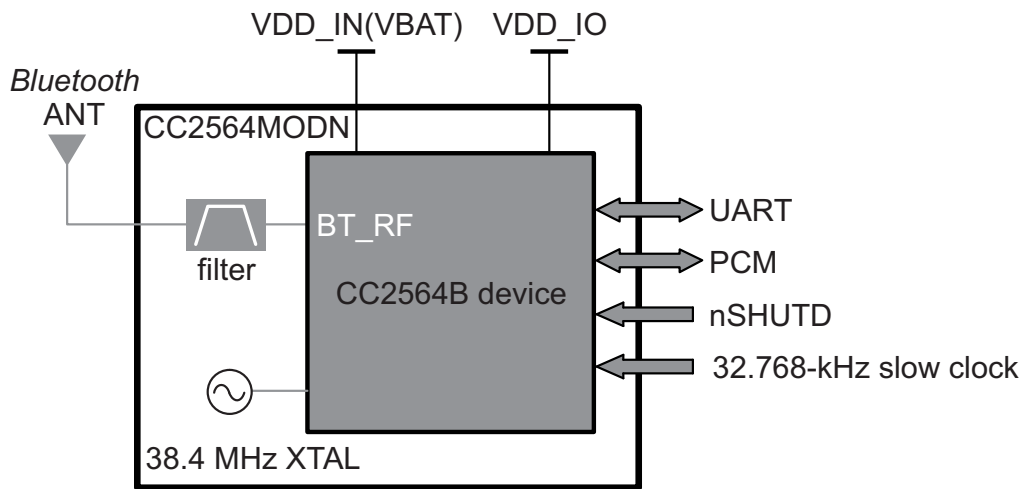 VDD_IN(VBAT) VDD_IO
Bluetooth
ANT
CC2564MODN
BT_RF
filter
CC2564B device
UART
PCM
nSHUTD
32.768-kHz slow clock
38.4 MHz XTAL